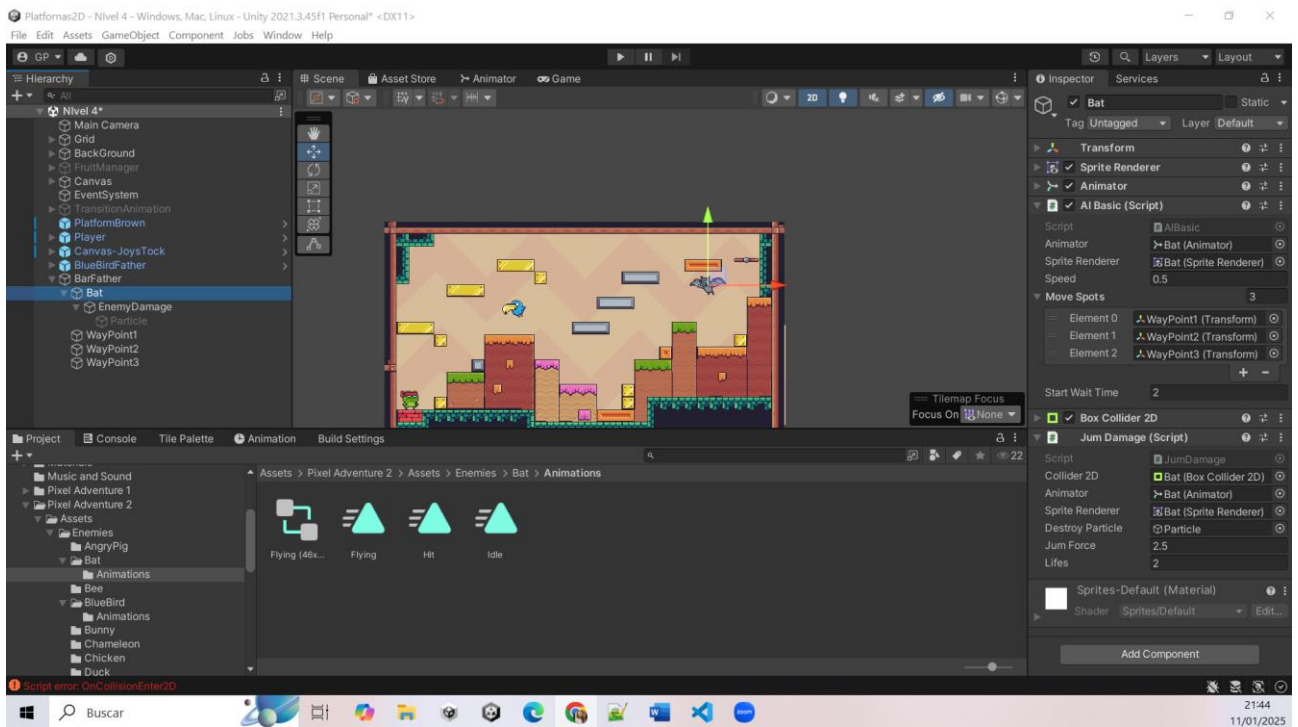 Platfornas2D - NIvel 4 - Windows, Mac, Linux - Unity 2021.3.45f1 Personal* <DX11>
File Edit Assets GameObject Component Jobs Window Help
GP Layers Layout
Hierarchy
All
NIvel 4*
Main Camera
Grid
BackGround
FruitManager
Canvas
EventSystem
TransitionAnimation
PlatformBrown
Player
Canvas-JoysTock
BlueBirdFather
BarFather
Bat
EnemyDamage
Particle
WayPoint1
WayPoint2
WayPoint3
Scene Asset Store Animator Game
2D
Tilemap Focus
Focus On None
Inspector Services
Bat Static
Tag Untagged Layer Default
Transform
Sprite Renderer
Animator
AI Basic (Script)
Script AIBasic
Animator Bat (Animator)
Sprite Renderer Bat (Sprite Renderer)
Speed 0.5
Move Spots 3
Element 0 WayPoint1 (Transform)
Element 1 WayPoint2 (Transform)
Element 2 WayPoint3 (Transform)
+ -
Start Wait Time 2
Box Collider 2D
Jum Damage (Script)
Script JumDamage
Collider 2D Bat (Box Collider 2D)
Animator Bat (Animator)
Sprite Renderer Bat (Sprite Renderer)
Destroy Particle Particle
Jum Force 2.5
Lifes 2
Sprites-Default (Material)
Shader Sprites/Default Edit...
Add Component
Project Console Tile Palette Animation Build Settings
22
Music and Sound
Pixel Adventure 1
Pixel Adventure 2
Assets
Enemies
AngryPig
Bat
Animations
Bee
BlueBird
Animations
Bunny
Chameleon
Chicken
Duck
Assets > Pixel Adventure 2 > Assets > Enemies > Bat > Animations
Flying (46x... Flying Hit Idle
Script error: OnCollisionEnter2D
Buscar
zoom
21:44
11/01/2025